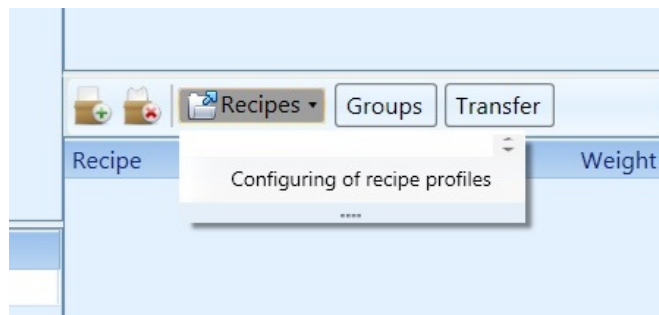 Recipes Groups Transfer
Recipe Weight
Configuring of recipe profiles